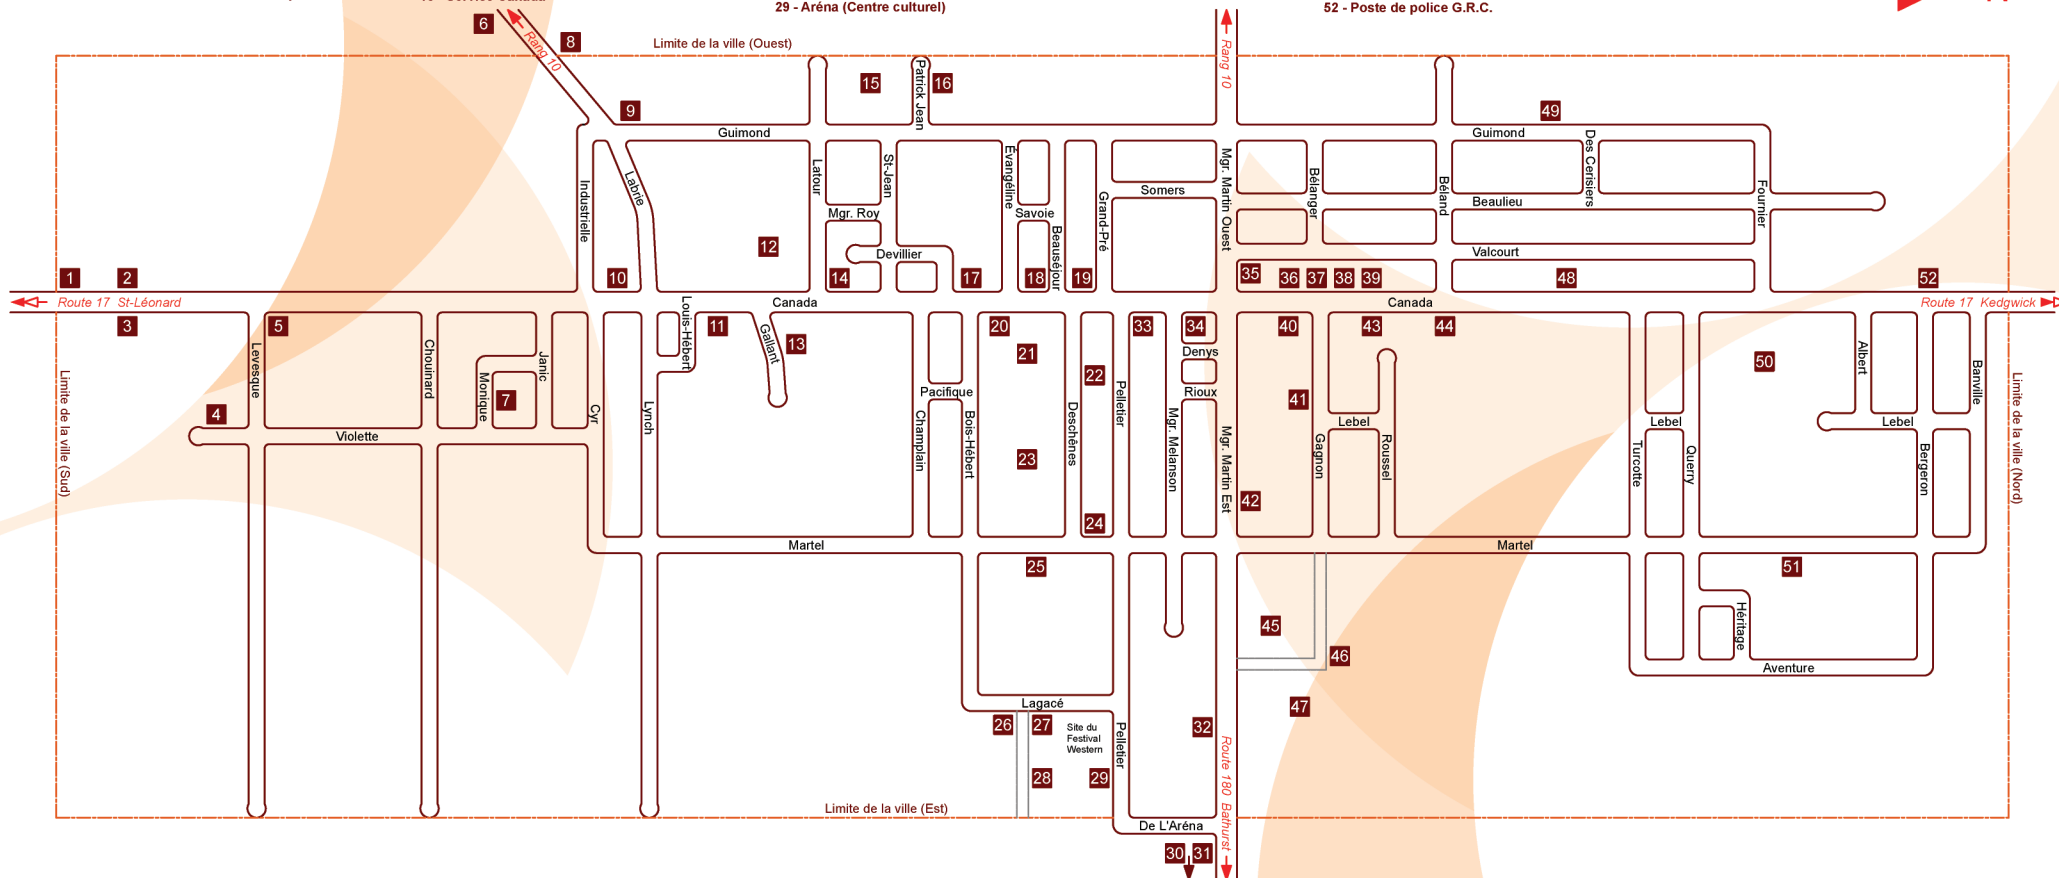 29 - Aréna (Centre culturel)
52 - Poste de police G.R.C.
6
Rang 10
8
Limite de la ville (Ouest)
Rang 10
15
Patrick Jean
16
9
49
Guimond
Guimond
Industrielle
Labrie
Latour
St-Jean
Evangéline
Mgr. Martin Ouest
Bélanger
Béland
Des Cerisiers
Fournier
Somers
Grand-Pré
Beaulieu
Mgr. Roy
Savoie
Beauséjour
12
Devillier
Valcourt
1
2
10
14
17
18
19
35
36
37
38
39
48
52
Route 17 St-Léonard
Canada
Canada
Route 17 Kedgwick
3
5
Louis-Hébert
11
Gallant
13
20
33
34
40
43
44
Levesque
Chouinard
Janic
21
Denys
50
Albert
Banville
Limite de la ville (Sud)
Monique
7
22
Pelletier
Pacifique
Rioux
41
Limite de la ville (Nord)
4
Cyr
Lynch
Champlain
Bois-Hébert
Deschênes
Mgr. Melanson
Lebel
Lebel
Lebel
Violette
23
Mgr. Martin Est
Gagnon
Roussel
Turcotte
Querry
Bergeron
42
24
Martel
Martel
25
51
45
Héritage
46
Aventure
Lagacé
47
26
27
Site du
Festival
Western
Pelletier
32
28
29
Route 180 Bathurst
Limite de la ville (Est)
De L'Aréna
30
31